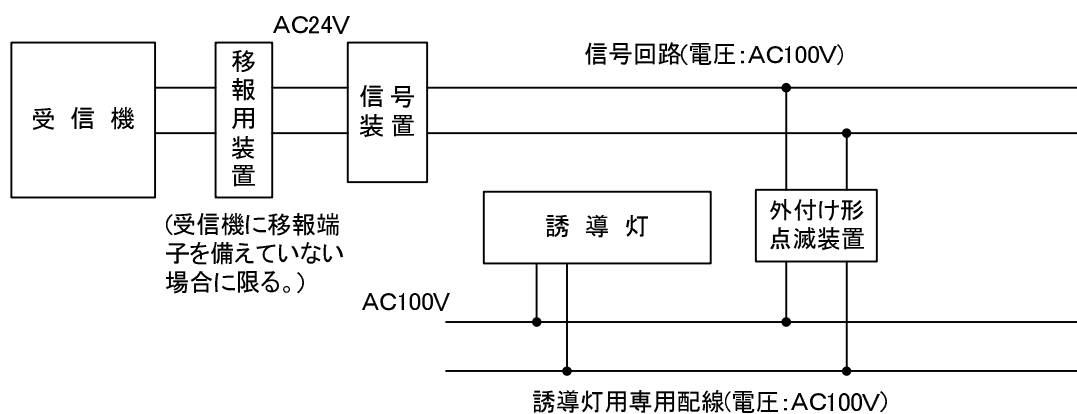 AC24V
信号回路(電圧:AC100V)
受信機
移報用装置
信号
装置
(受信機に移報端
子を備えていない
場合に限る。)
誘導灯
外付け形
点滅装置
AC100V
誘導灯用専用配線(電圧:AC100V)